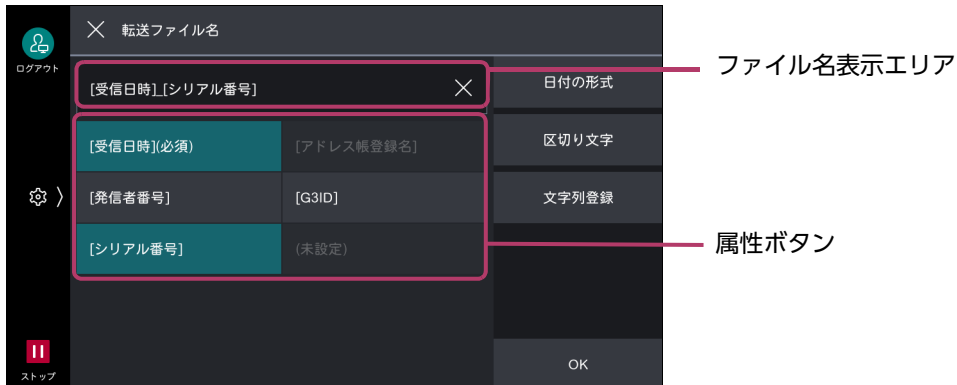 転送ファイル名
ログアウト
[受信日時]_[シリアル番号]
日付の形式
ファイル名表示エリア
[受信日時](必須)
[アドレス帳登録名]
区切り文字
[発信者番号]
[G3ID]
文字列登録
[シリアル番号]
(未設定)
属性ボタン
OK
ストップ